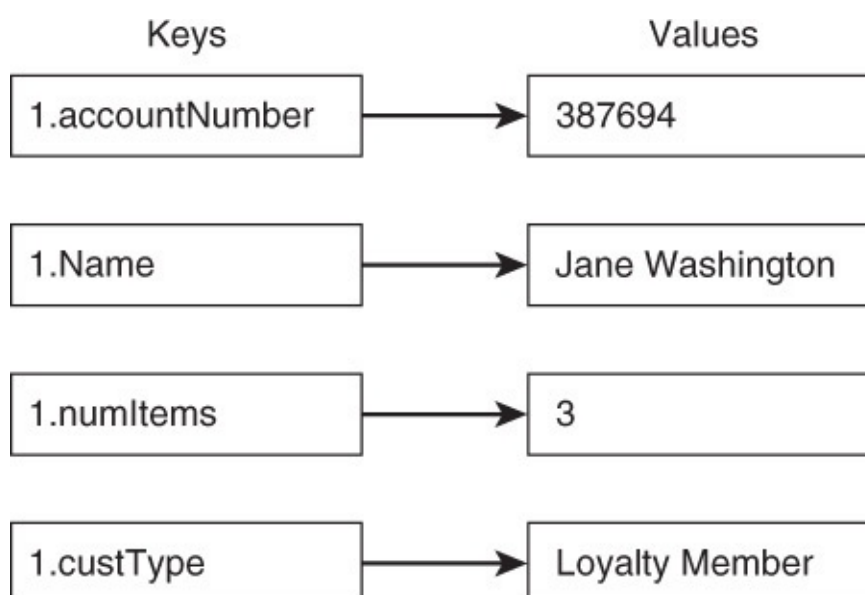 Keys Values
1.accountNumber 387694
1.Name Jane Washington
1.numItems 3
1.custType Loyalty Member